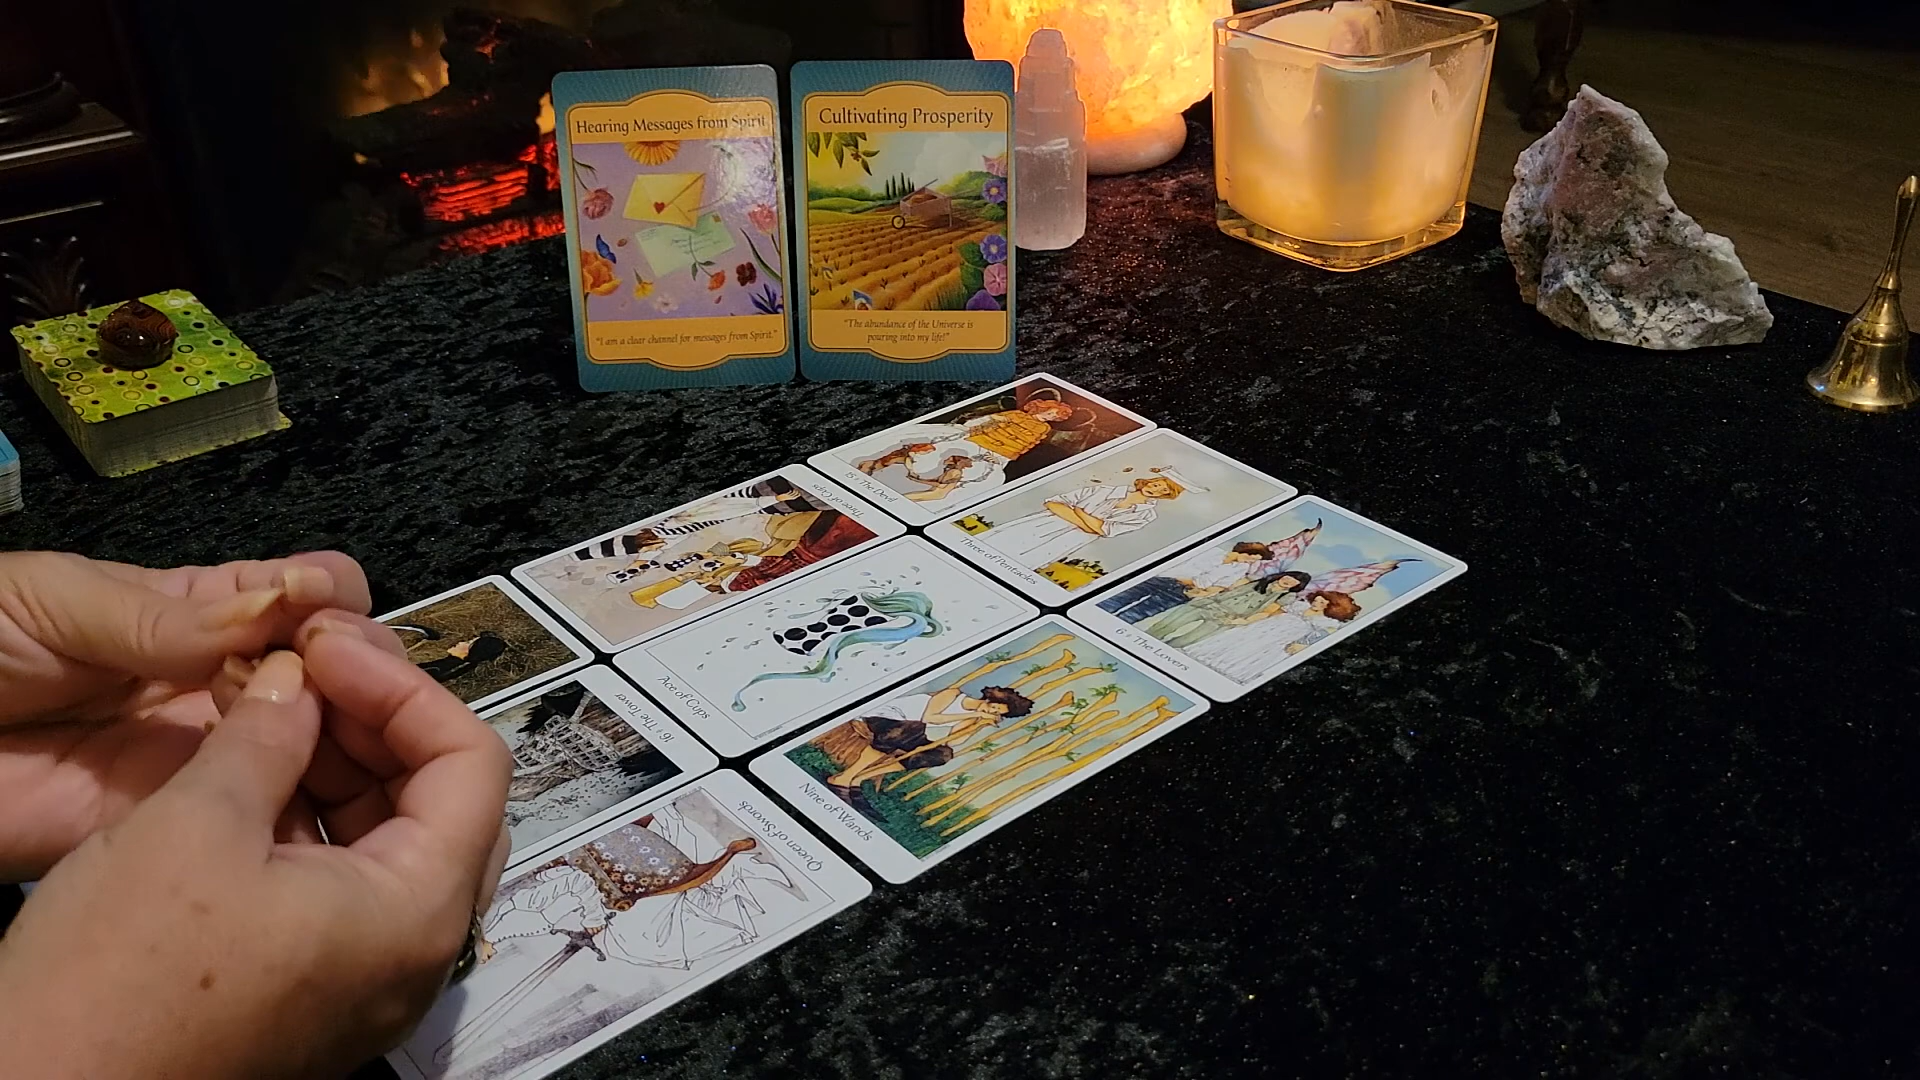 Hearing Messages from Spirit
"I am a clear channel for messages from Spirit."
Cultivating Prosperity
"The abundance of the Universe is
pouring into my life!"
15 • The Devil
Three of Cups
Three of Pentacles
Ace of Cups
6 • The Lovers
16 • The Tower
Nine of Wands
Queen of Swords